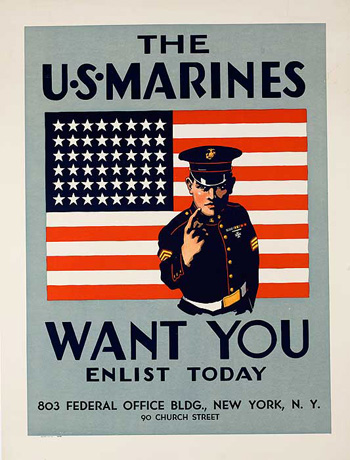 THE
U·S·MARINES
WANT YOU
ENLIST TODAY
803 FEDERAL OFFICE BLDG., NEW YORK, N. Y.
90 CHURCH STREET